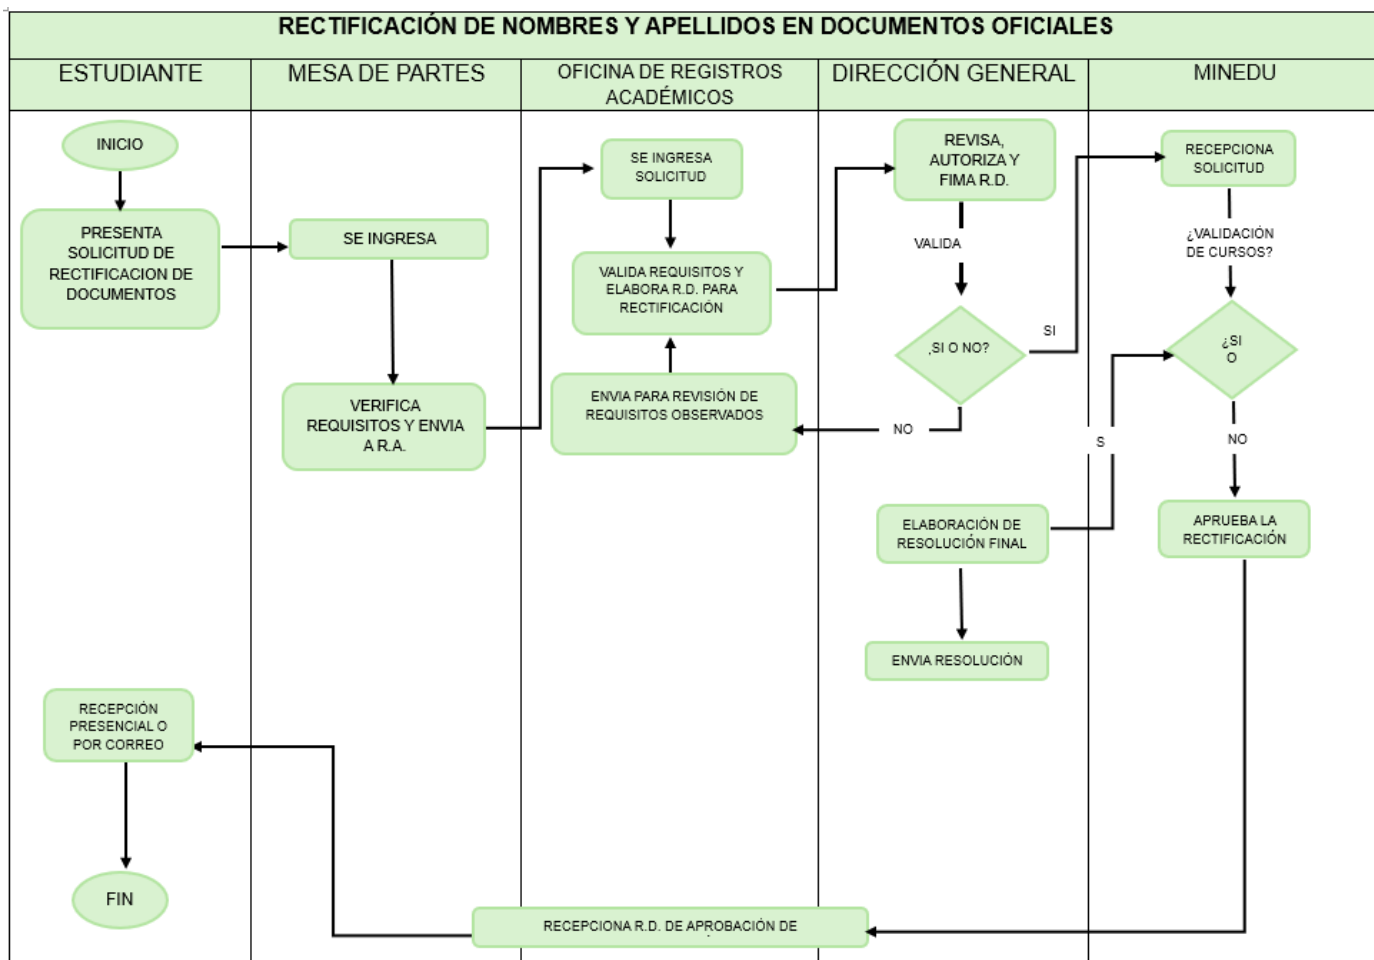 RECTIFICACIÓN DE NOMBRES Y APELLIDOS EN DOCUMENTOS OFICIALES
ESTUDIANTE
MESA DE PARTES
OFICINA DE REGISTROS
ACADÉMICOS
DIRECCIÓN GENERAL
MINEDU
INICIO
PRESENTA
SOLICITUD DE
RECTIFICACION DE
DOCUMENTOS
SE INGRESA
VERIFICA
REQUISITOS Y ENVIA
A R.A.
SE INGRESA
SOLICITUD
VALIDA REQUISITOS Y
ELABORA R.D. PARA
RECTIFICACIÓN
ENVIA PARA REVISIÓN DE
REQUISITOS OBSERVADOS
REVISA,
AUTORIZA Y
FIMA R.D.
VALIDA
¿SI O NO?
SI
NO
RECEPCIONA
SOLICITUD
¿VALIDACIÓN
DE CURSOS?
¿SI
O
S
NO
ELABORACIÓN DE
RESOLUCIÓN FINAL
ENVIA RESOLUCIÓN
APRUEBA LA
RECTIFICACIÓN
RECEPCIÓN
PRESENCIAL O
POR CORREO
FIN
RECEPCIONA R.D. DE APROBACIÓN DE